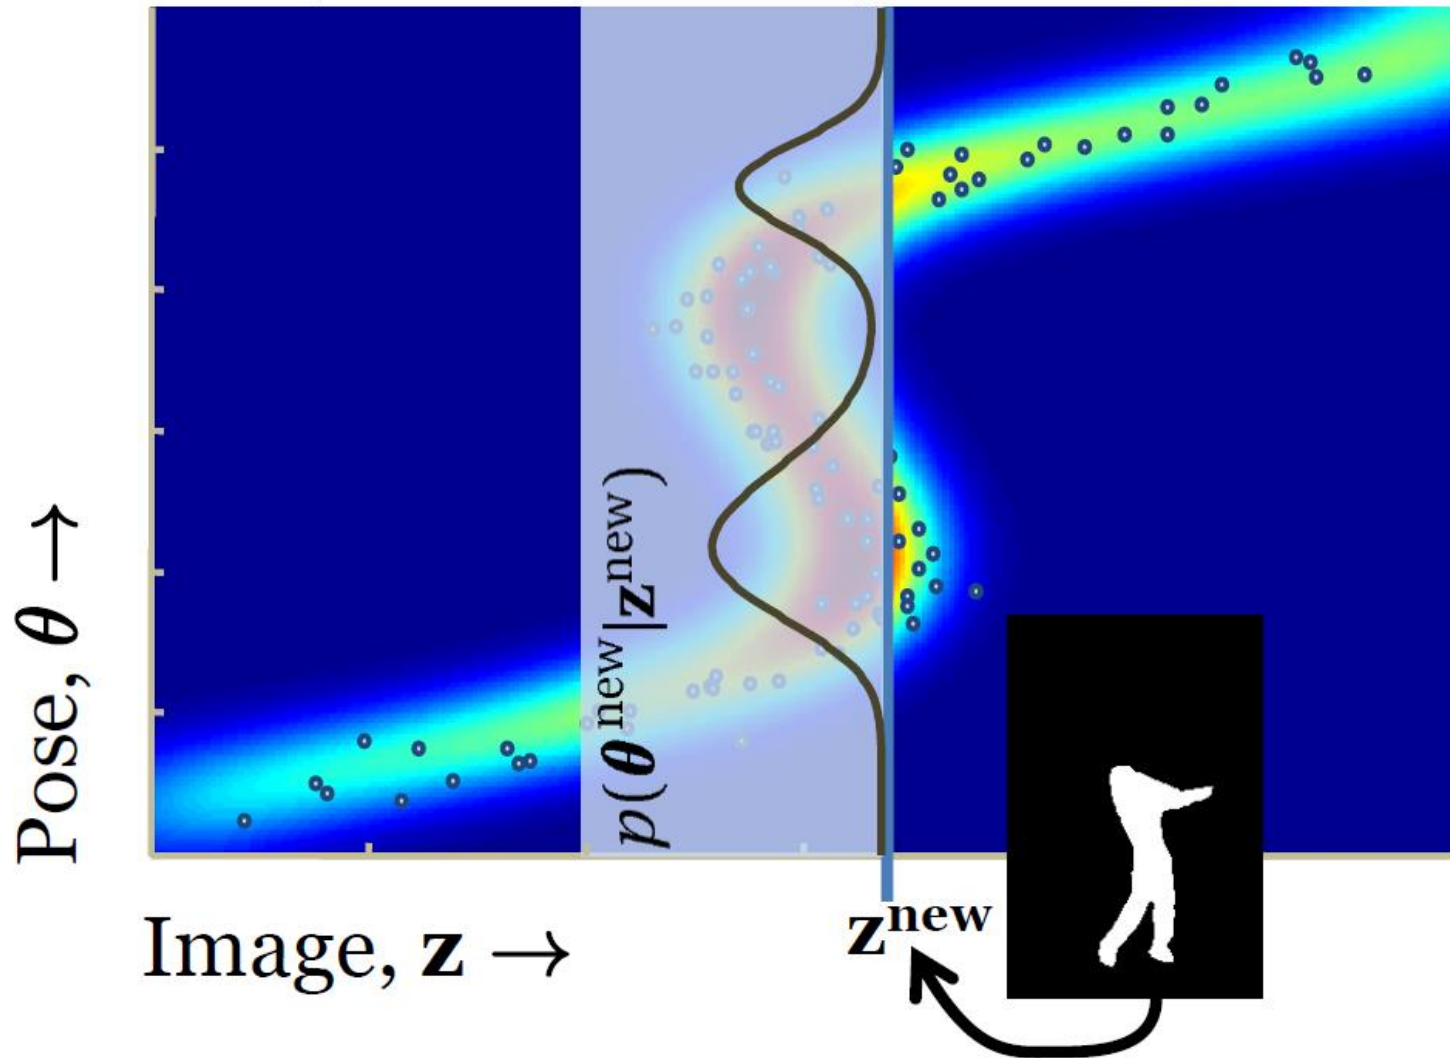 Pose, θ →
p(θ^new|z^new)
Image, z →
z^new